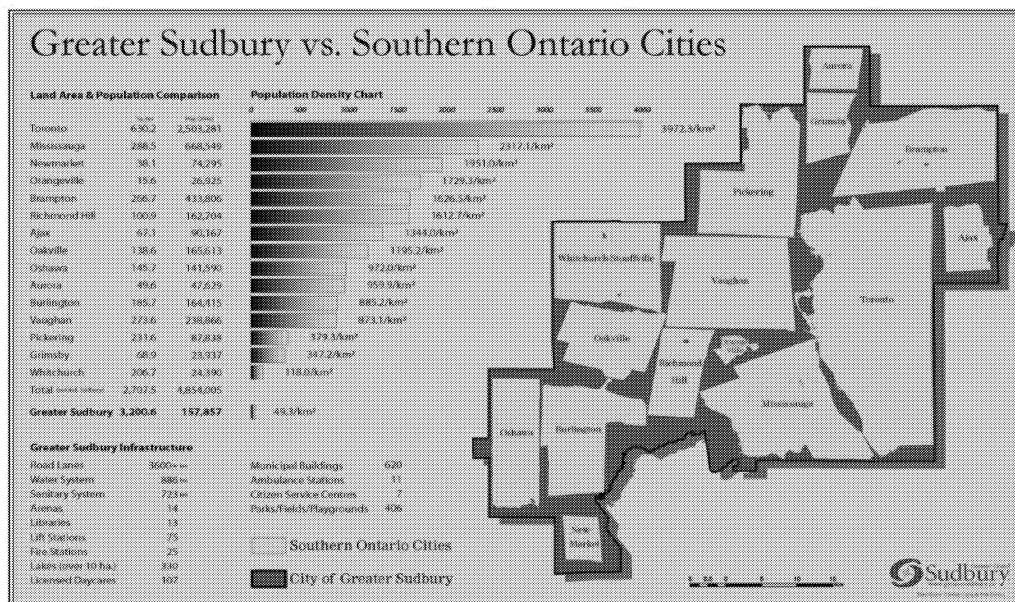 Greater Sudbury vs. Southern Ontario Cities
Land Area & Population Comparison
Population Density Chart
0 500 1000 1500 2000 2500 3000 3500 4000
Toronto 630.2 2,503,281 3972.3/km²
Mississauga 288.5 668,549 2317.1/km²
Newmarket 38.1 74,295 1951.0/km²
Orangeville 15.6 26,925 1729.3/km²
Brampton 266.7 433,806 1626.5/km²
Richmond Hill 100.9 162,704 1612.7/km²
Ajax 67.1 90,167 1344.0/km²
Oakville 138.6 165,613 1195.2/km²
Oshawa 145.7 141,590 972.0/km²
Aurora 49.6 47,629 959.9/km²
Burlington 185.7 164,415 885.2/km²
Vaughan 273.6 238,866 873.1/km²
Pickering 231.6 87,838 379.3/km²
Grimsby 68.9 23,937 347.2/km²
Whitchurch 206.7 24,390 118.0/km²
Total 2,707.5 4,854,005
Greater Sudbury 3,200.6 157,857 49.3/km²
Greater Sudbury Infrastructure
Road Lanes 3600
Water System 886
Sanitary System 723
Arenas 14
Libraries 13
Lift Stations 75
Fire Stations 25
Lakes (over 10 ha.) 330
Licensed Daycares 107
Municipal Buildings 620
Ambulance Stations 11
Citizen Service Centres 7
Parks/Fields/Playgrounds 406
Southern Ontario Cities
City of Greater Sudbury
Aurora
Grimsby
Brampton
Pickering
Ajax
Whitchurch-Stouffville
Vaughan
Toronto
Oakville
Richmond
Hill
Mississauga
Oshawa
Burlington
New
Market
5 10 15
Sudbury